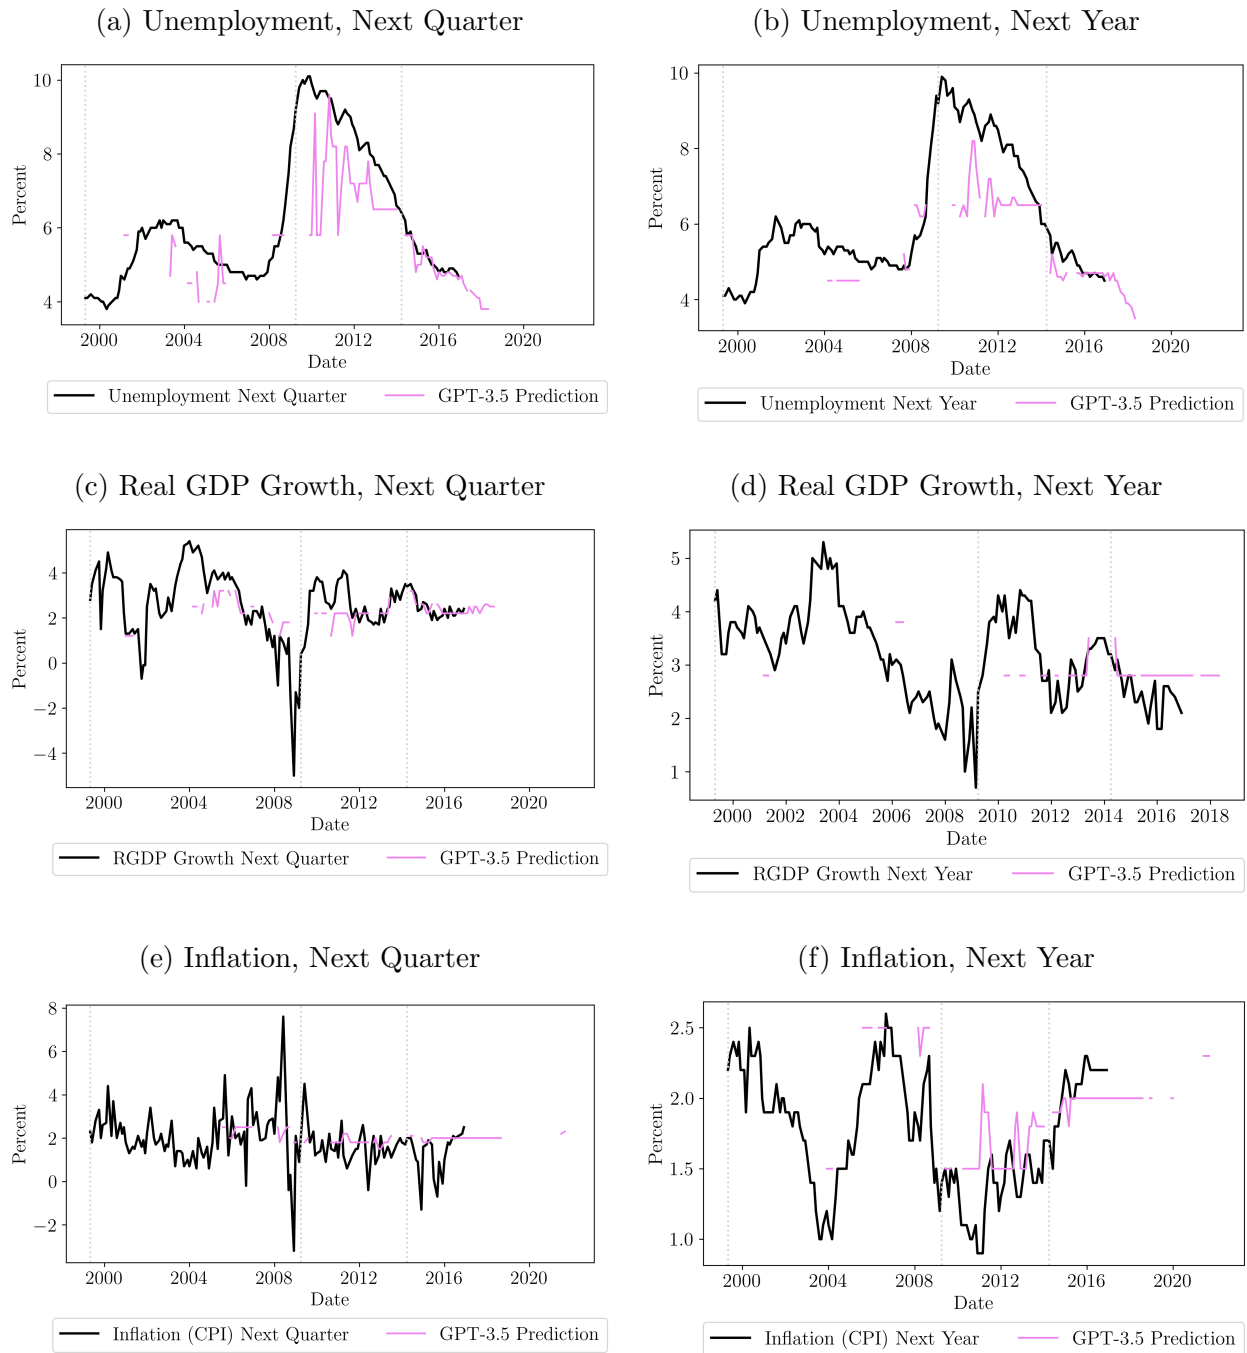 (a) Unemployment, Next Quarter
Percent
10
8
6
4
2000 2004 2008 2012 2016 2020
Date
Unemployment Next Quarter GPT-3.5 Prediction
(b) Unemployment, Next Year
Percent
10
8
6
4
2000 2004 2008 2012 2016 2020
Date
Unemployment Next Year GPT-3.5 Prediction
(c) Real GDP Growth, Next Quarter
Percent
4
2
0
−2
−4
2000 2004 2008 2012 2016 2020
Date
RGDP Growth Next Quarter GPT-3.5 Prediction
(d) Real GDP Growth, Next Year
Percent
5
4
3
2
1
2000 2002 2004 2006 2008 2010 2012 2014 2016 2018
Date
RGDP Growth Next Year GPT-3.5 Prediction
(e) Inflation, Next Quarter
Percent
8
6
4
2
0
−2
2000 2004 2008 2012 2016 2020
Date
Inflation (CPI) Next Quarter GPT-3.5 Prediction
(f) Inflation, Next Year
Percent
2.5
2.0
1.5
1.0
2000 2004 2008 2012 2016 2020
Date
Inflation (CPI) Next Year GPT-3.5 Prediction